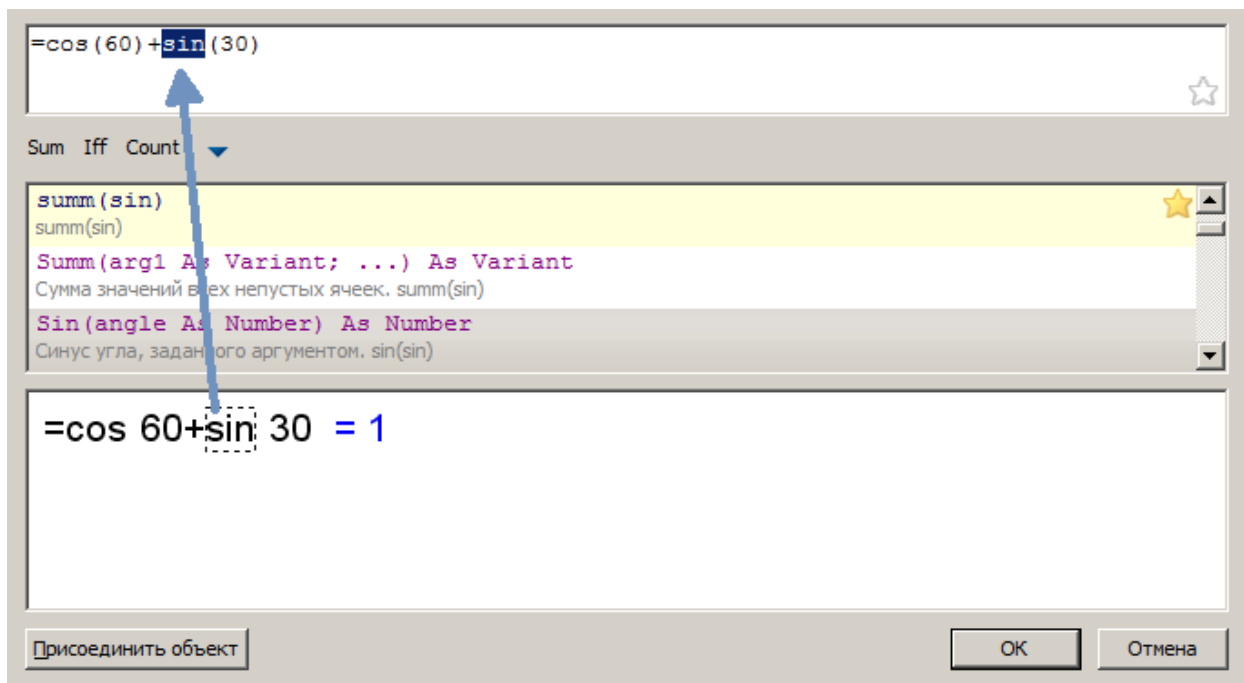 =cos(60)+sin(30)
Sum Iff Count
summ(sin)
summ(sin)
Summ(arg1 As Variant; ...) As Variant
Сумма значений всех непустых ячеек. summ(sin)
Sin(angle As Number) As Number
Синус угла, заданного аргументом. sin(sin)
=cos 60+sin 30 = 1
Присоединить объект OK Отмена